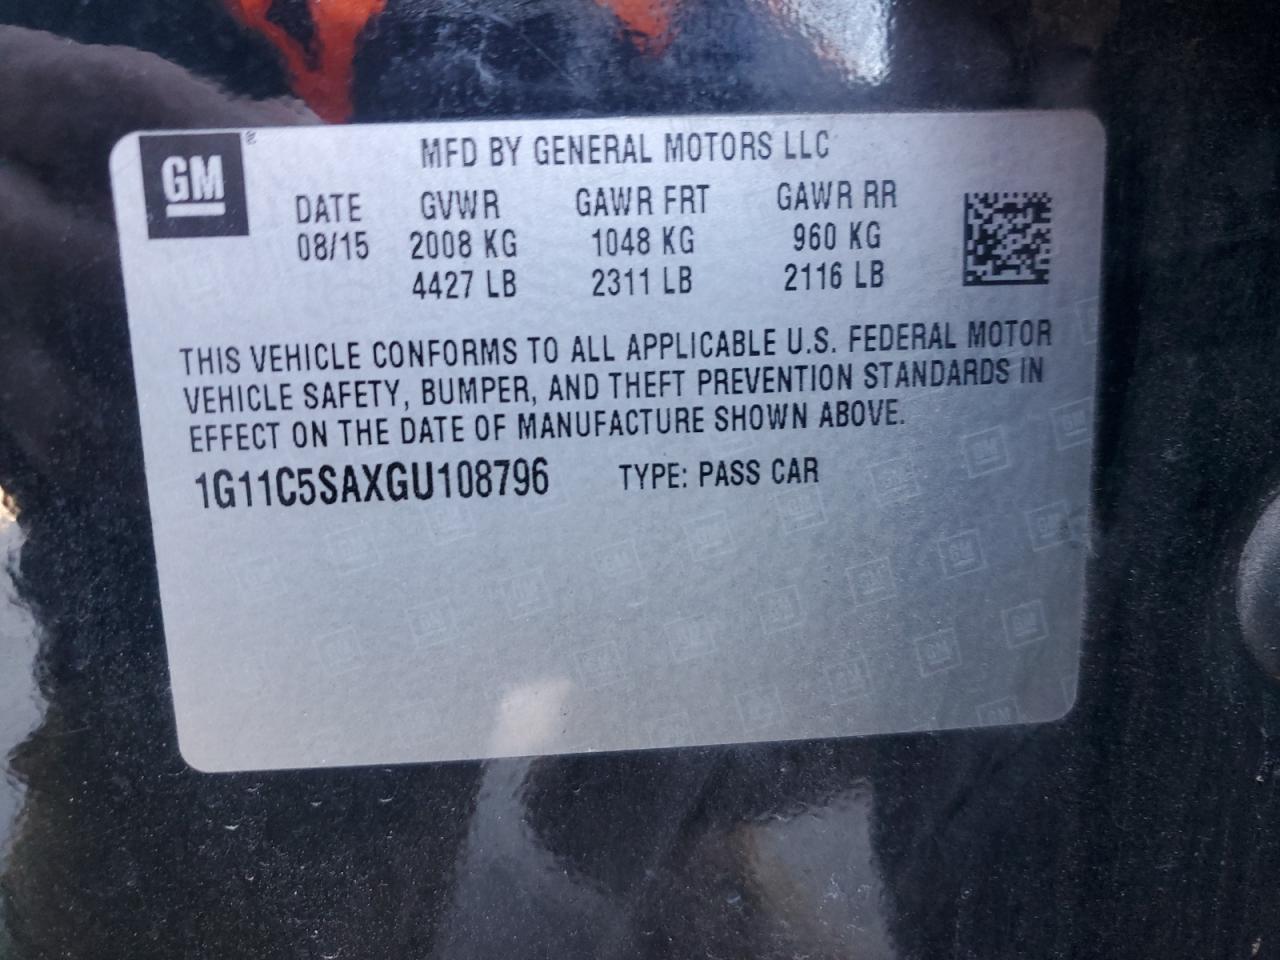 GM
MFD BY GENERAL MOTORS LLC
DATE GVWR GAWR FRT GAWR RR
08/15 2008 KG 1048 KG 960 KG
4427 LB 2311 LB 2116 LB
THIS VEHICLE CONFORMS TO ALL APPLICABLE U.S. FEDERAL MOTOR
VEHICLE SAFETY, BUMPER, AND THEFT PREVENTION STANDARDS IN
EFFECT ON THE DATE OF MANUFACTURE SHOWN ABOVE.
1G11C5SAXGU108796 TYPE: PASS CAR